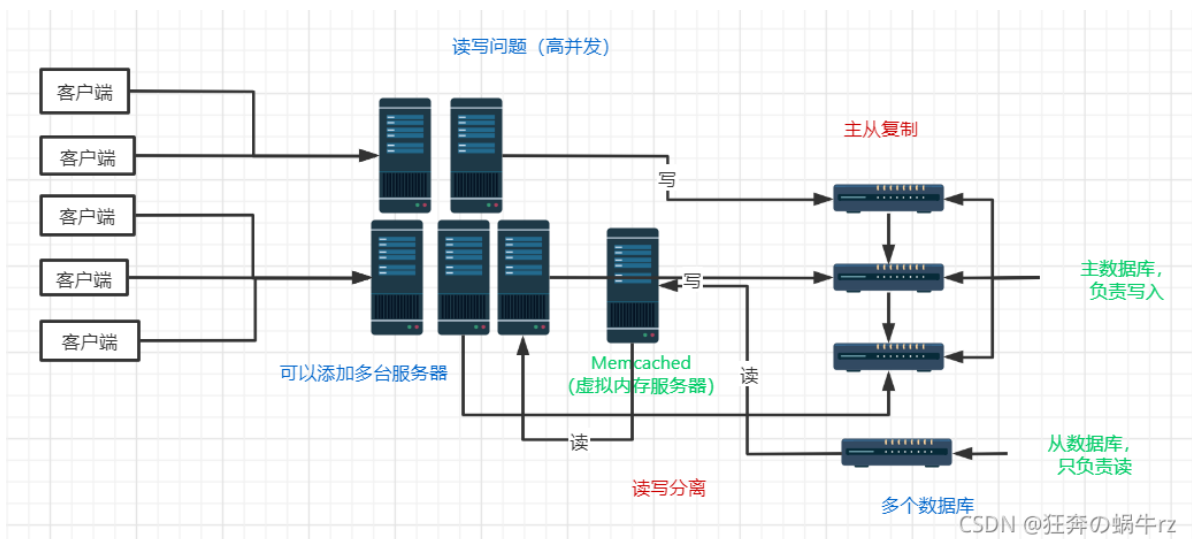 读写问题（高并发）
客户端
客户端
客户端
客户端
客户端
主从复制
写
写
主数据库，
负责写入
可以添加多台服务器
Memcached
(虚拟内存服务器)
读
读
从数据库，
只负责读
读写分离
多个数据库
CSDN @狂奔の蜗牛rz